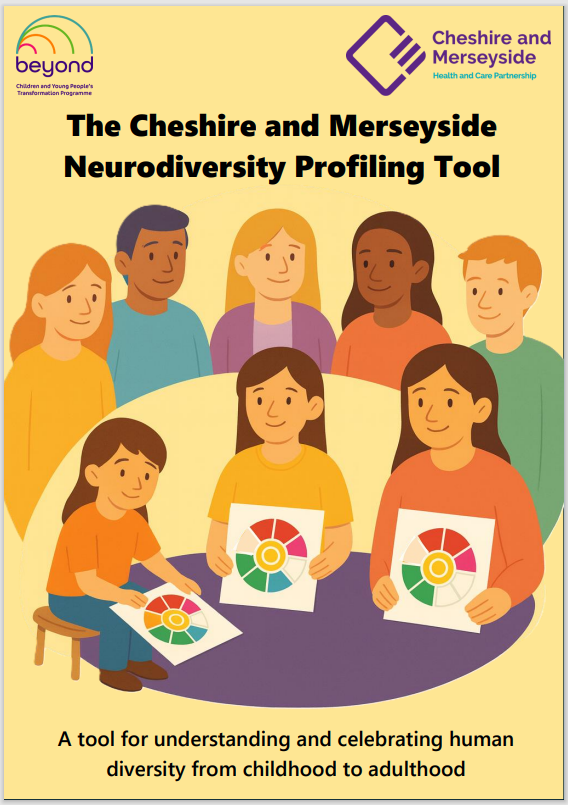 beyond
Children and Young People's
Transformation Programme
Cheshire and
Merseyside
Health and Care Partnership
The Cheshire and Merseyside
Neurodiversity Profiling Tool
A tool for understanding and celebrating human
diversity from childhood to adulthood